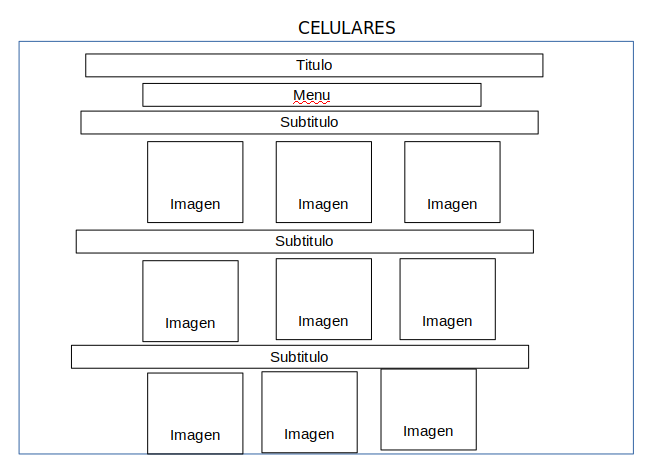 CELULARES
Titulo
Menu
Subtitulo
Imagen Imagen Imagen
Subtitulo
Imagen Imagen Imagen
Subtitulo
Imagen Imagen Imagen